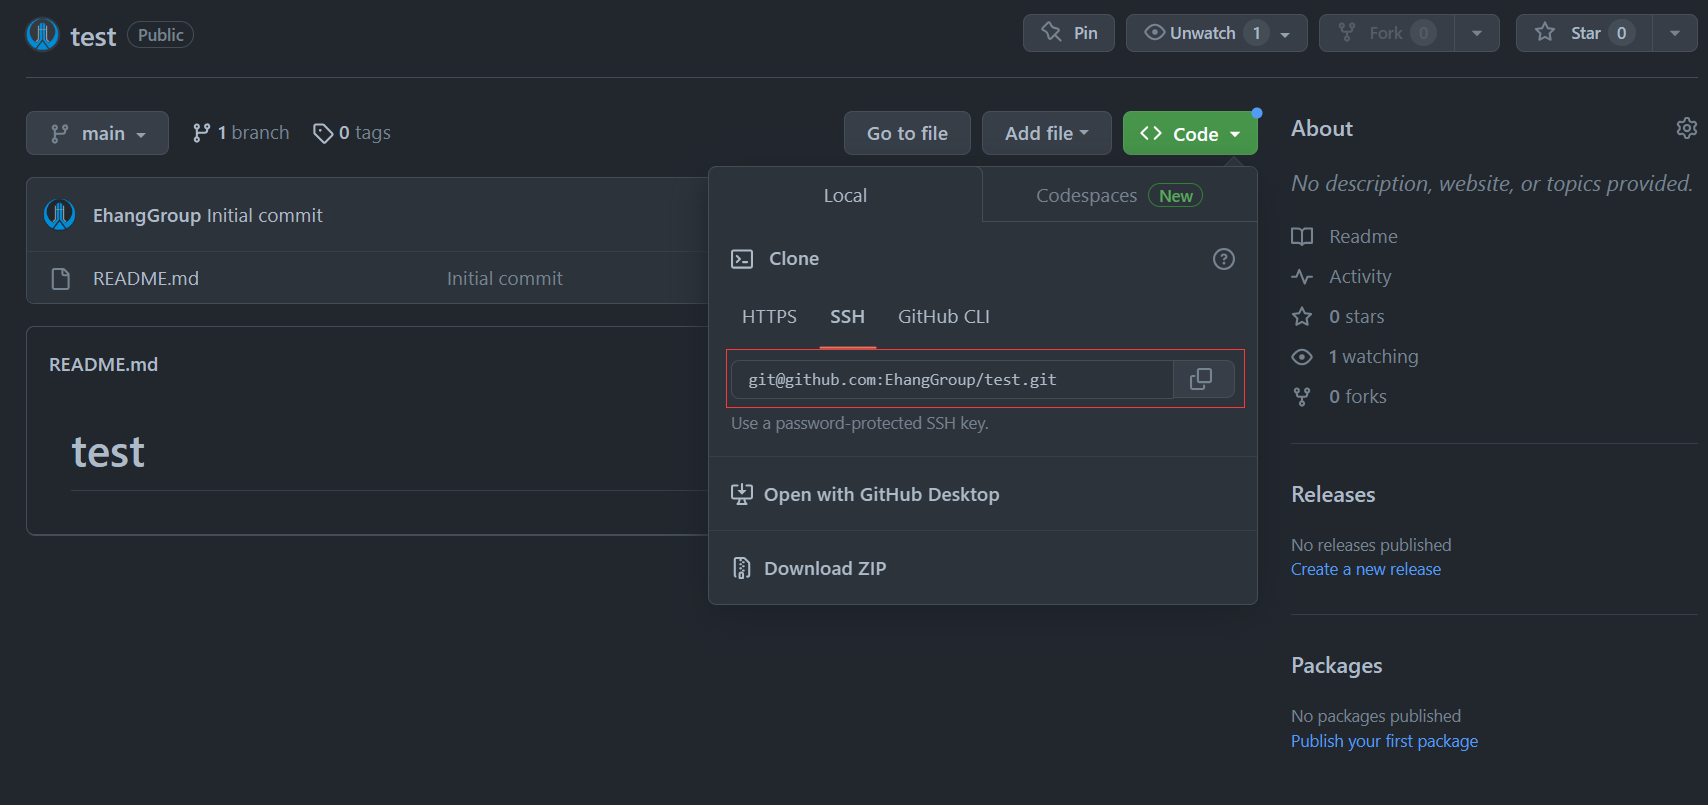 test Public
Pin Unwatch 1 Fork 0 Star 0
main 1 branch 0 tags Go to file Add file Code
EhangGroup Initial commit
README.md Initial commit
README.md
test
Local Codespaces New
Clone
HTTPS SSH GitHub CLI
git@github.com:EhangGroup/test.git
Use a password-protected SSH key.
Open with GitHub Desktop
Download ZIP
About
No description, website, or topics provided.
Readme
Activity
0 stars
1 watching
0 forks
Releases
No releases published
Create a new release
Packages
No packages published
Publish your first package